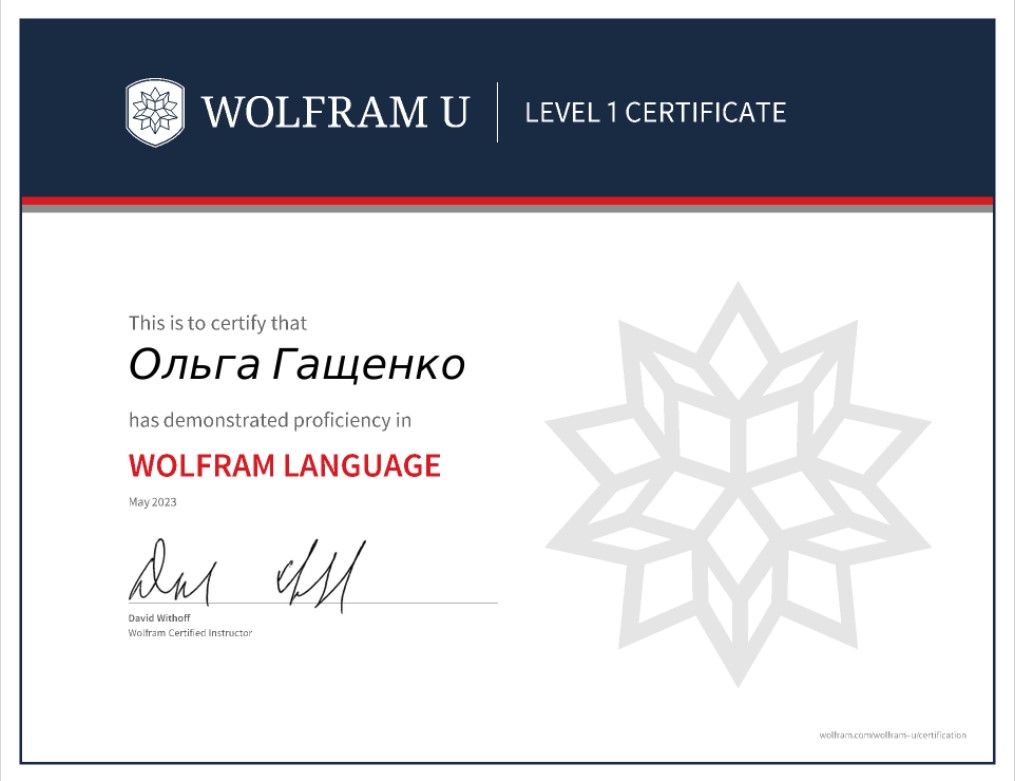 WOLFRAM U
LEVEL 1 CERTIFICATE
This is to certify that
Ольга Гащенко
has demonstrated proficiency in
WOLFRAM LANGUAGE
May 2023
David Withoff
Wolfram Certified Instructor
wolfram.com/wolfram-u/certification